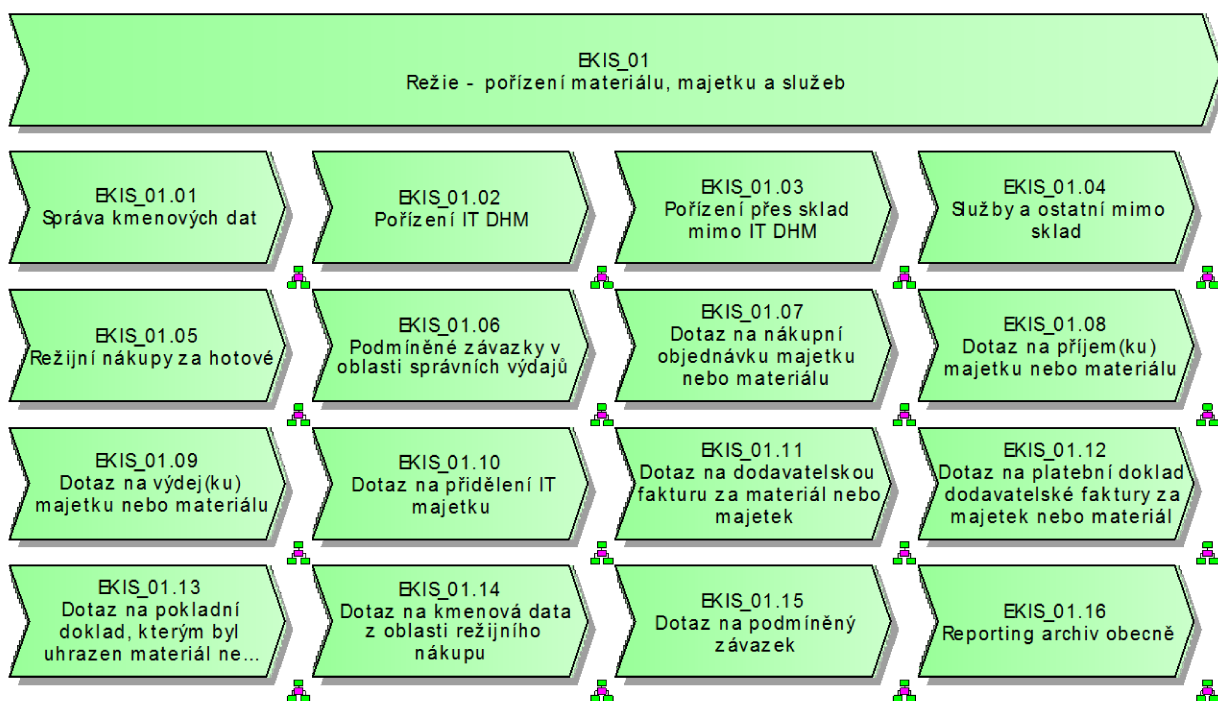 EKIS_01
Režie - pořízení materiálu, majetku a služeb
EKIS_01.01
Správa kmenových dat
EKIS_01.02
Pořízení IT DHM
EKIS_01.03
Pořízení přes sklad
mimo IT DHM
EKIS_01.04
Služby a ostatní mimo
sklad
EKIS_01.05
Režijní nákupy za hotové
EKIS_01.06
Podmíněné závazky v
oblasti správních výdajů
EKIS_01.07
Dotaz na nákupní
objednávku majetku
nebo materiálu
EKIS_01.08
Dotaz na příjem(ku)
majetku nebo materiálu
EKIS_01.09
Dotaz na výdej(ku)
majetku nebo materiálu
EKIS_01.10
Dotaz na přidělení IT
majetku
EKIS_01.11
Dotaz na dodavatelskou
fakturu za materiál nebo
majetek
EKIS_01.12
Dotaz na platební doklad
dodavatelské faktury za
majetek nebo materiál
EKIS_01.13
Dotaz na pokladní
doklad, kterým byl
uhrazen materiál ne...
EKIS_01.14
Dotaz na kmenová data
z oblasti režijního
nákupu
EKIS_01.15
Dotaz na podmíněný
závazek
EKIS_01.16
Reporting archiv obecně